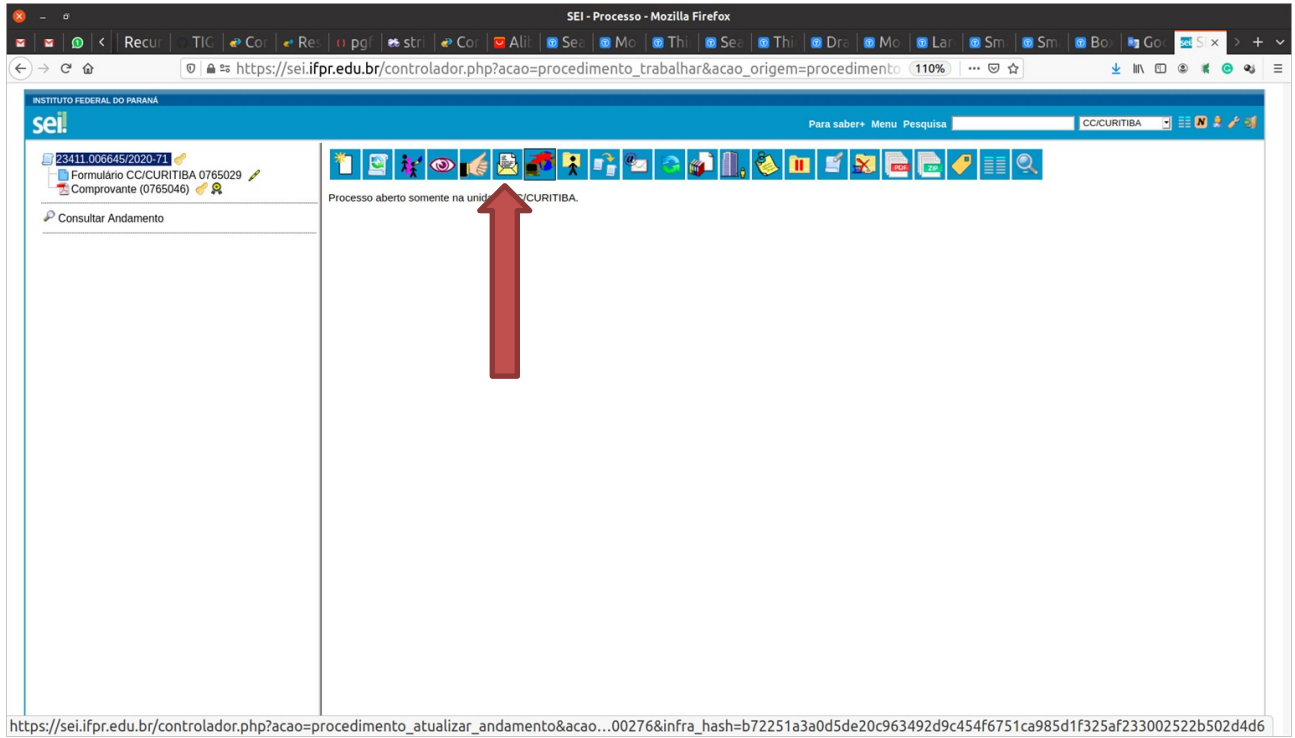 SEI - Processo - Mozilla Firefox
Recur TIG Cor Res pgf stri Cor Alib Sea Mo Thi Sea Thi Dra Mo Lar Sm Sm Box Goo
https://sei.ifpr.edu.br/controlador.php?acao=procedimento_trabalhar&acao_origem=procedimento 110%
INSTITUTO FEDERAL DO PARANÁ
sei!
Para saber+ Menu Pesquisa CC/CURITIBA
23411.006645/2020-71
Formulário CC/CURITIBA 0765029
Comprovante (0765046)
Consultar Andamento
PDF ZIP
Processo aberto somente na C/CURITIBA.
https://sei.ifpr.edu.br/controlador.php?acao=procedimento_atualizar_andamento&acao...00276&infra_hash=b72251a3a0d5de20c963492d9c454f6751ca985d1f325af233002522b502d4d6